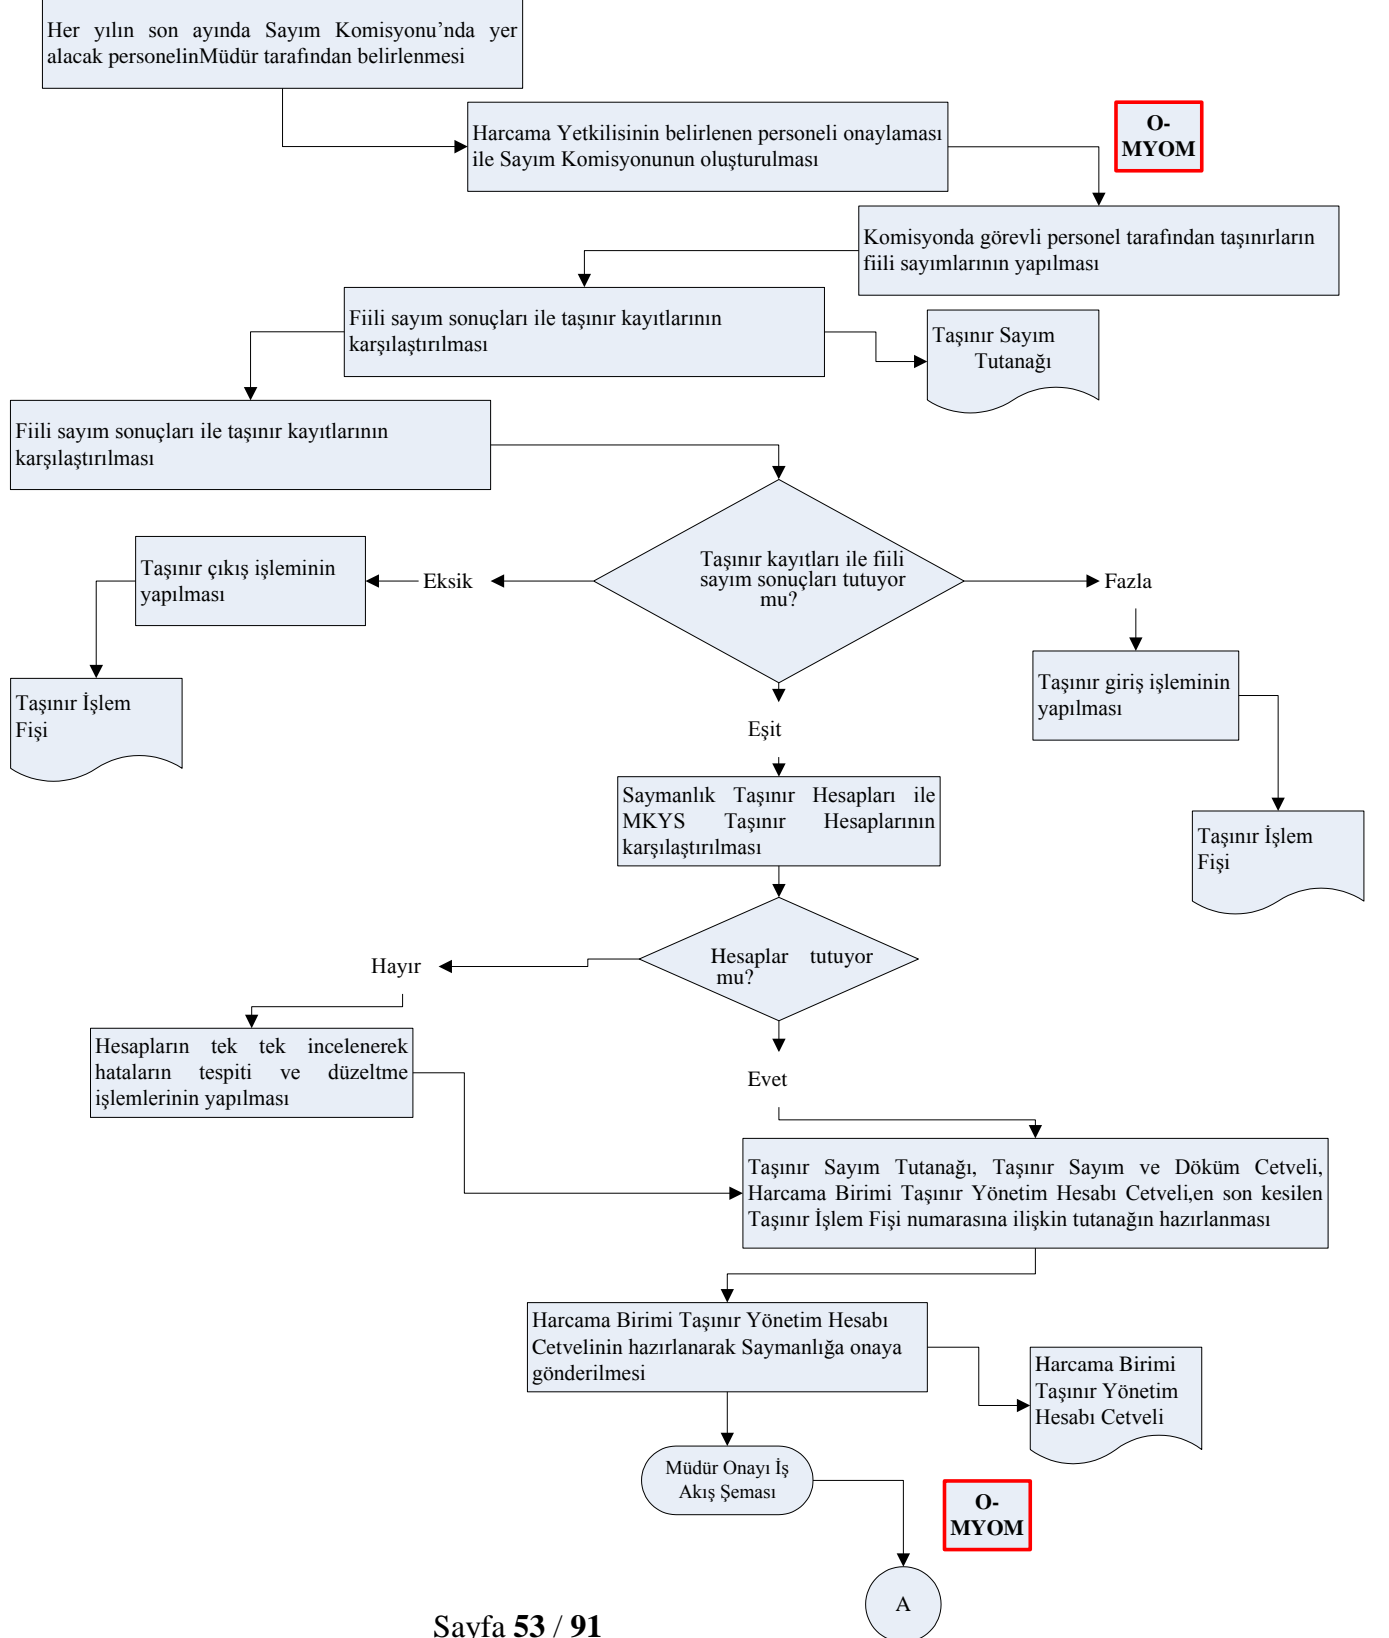 Her yılın son ayında Sayım Komisyonu’nda yer
alacak personelinMüdür tarafından belirlenmesi
Harcama Yetkilisinin belirlenen personeli onaylaması
ile Sayım Komisyonunun oluşturulması
O-
MYOM
Komisyonda görevli personel tarafından taşınırların
fiili sayımlarının yapılması
Fiili sayım sonuçları ile taşınır kayıtlarının
karşılaştırılması
Taşınır Sayım
Tutanağı
Fiili sayım sonuçları ile taşınır kayıtlarının
karşılaştırılması
Taşınır kayıtları ile fiili
sayım sonuçları tutuyor
mu?
Taşınır çıkış işleminin
yapılması
Eksik
Fazla
Taşınır İşlem
Fişi
Taşınır giriş işleminin
yapılması
Eşit
Saymanlık Taşınır Hesapları ile
MKYS Taşınır Hesaplarının
karşılaştırılması
Taşınır İşlem
Fişi
Hesaplar tutuyor
mu?
Hayır
Hesapların tek tek incelenerek
hataların tespiti ve düzeltme
işlemlerinin yapılması
Evet
Taşınır Sayım Tutanağı, Taşınır Sayım ve Döküm Cetveli,
Harcama Birimi Taşınır Yönetim Hesabı Cetveli,en son kesilen
Taşınır İşlem Fişi numarasına ilişkin tutanağın hazırlanması
Harcama Birimi Taşınır Yönetim Hesabı
Cetvelinin hazırlanarak Saymanlığa onaya
gönderilmesi
Harcama Birimi
Taşınır Yönetim
Hesabı Cetveli
Müdür Onayı İş
Akış Şeması
O-
MYOM
A
Sayfa 53 / 91